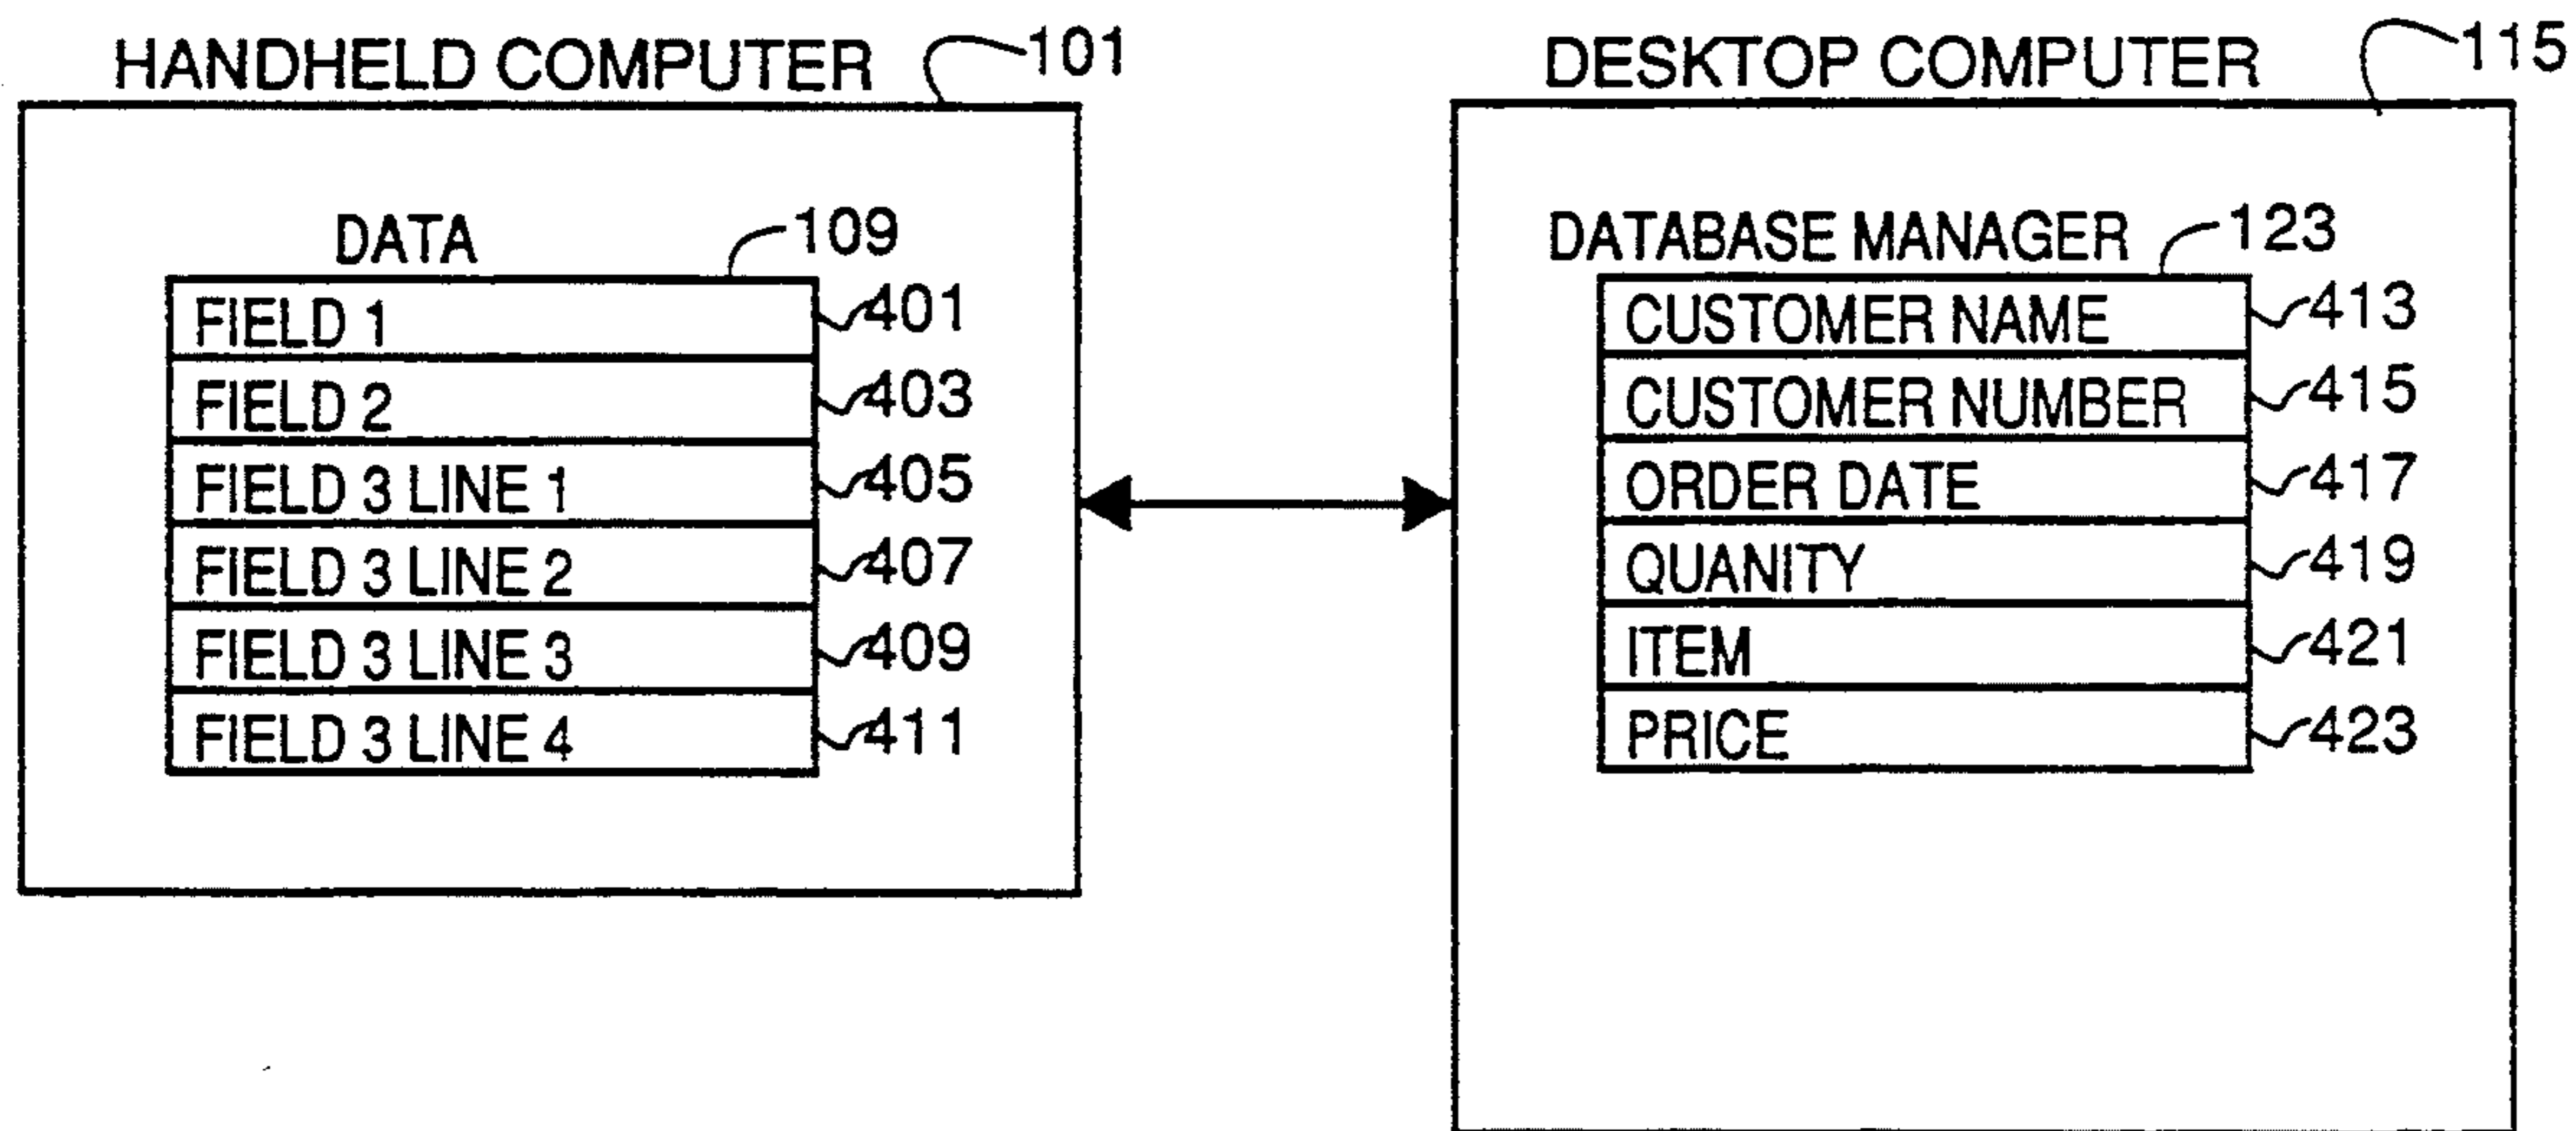 HANDHELD COMPUTER 101
DATA 109
FIELD 1 401
FIELD 2 403
FIELD 3 LINE 1 405
FIELD 3 LINE 2 407
FIELD 3 LINE 3 409
FIELD 3 LINE 4 411
DESKTOP COMPUTER 115
DATABASE MANAGER 123
CUSTOMER NAME 413
CUSTOMER NUMBER 415
ORDER DATE 417
QUANITY 419
ITEM 421
PRICE 423